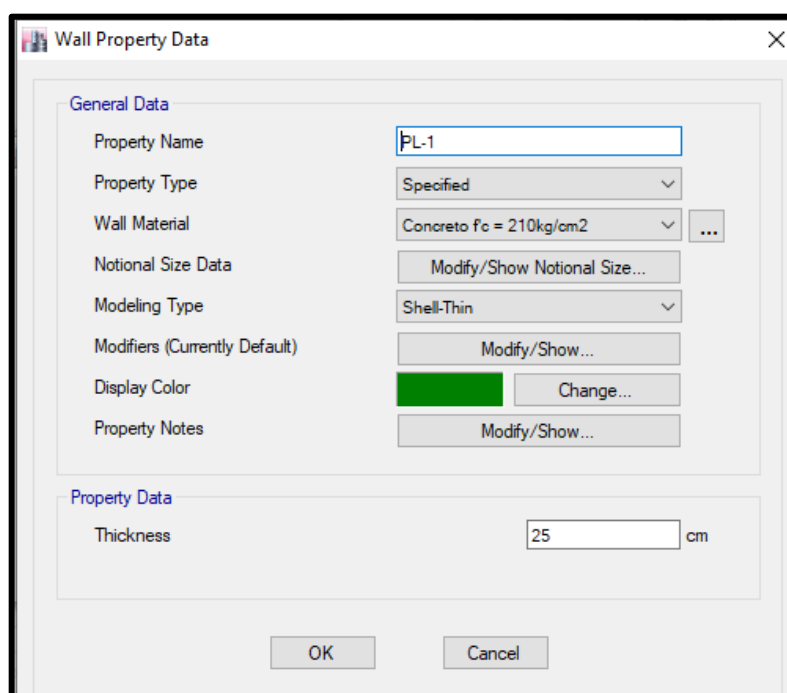 Wall Property Data
General Data
Property Name PL-1
Property Type Specified
Wall Material Concreto f'c = 210kg/cm2 ...
Notional Size Data Modify/Show Notional Size...
Modeling Type Shell-Thin
Modifiers (Currently Default) Modify/Show...
Display Color Change...
Property Notes Modify/Show...
Property Data
Thickness 25 cm
OK Cancel